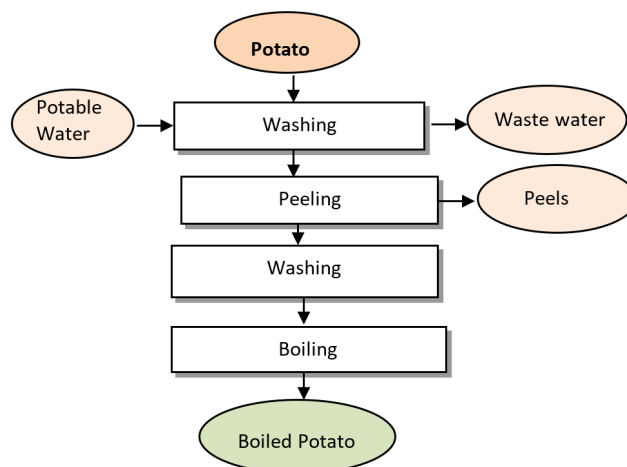 Potato
Potable
Water
Washing
Waste water
Peeling
Peels
Washing
Boiling
Boiled Potato